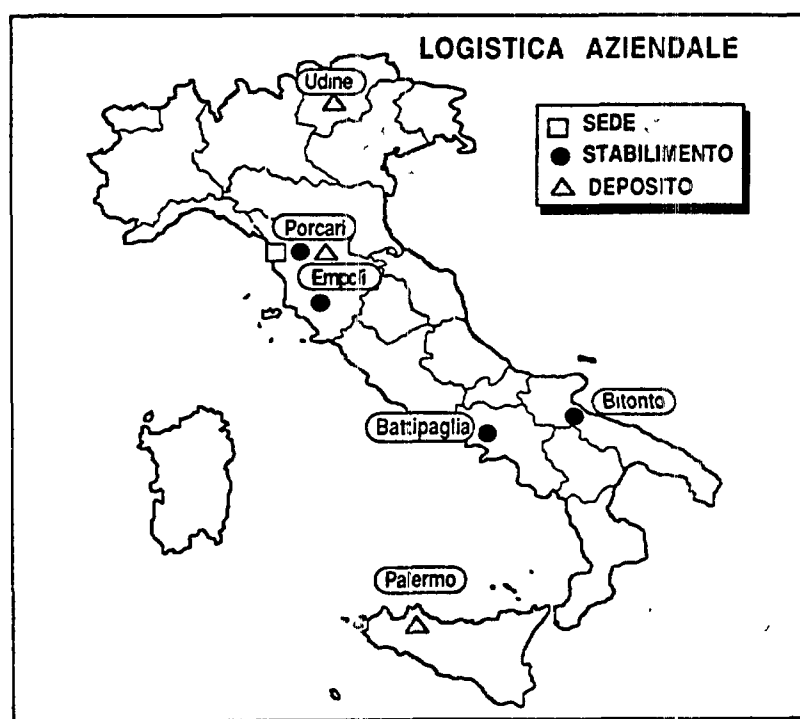 LOGISTICA AZIENDALE
Udine
SEDE
STABILIMENTO
DEPOSITO
Porcari
Empoli
Bitonto
Battipaglia
Palermo